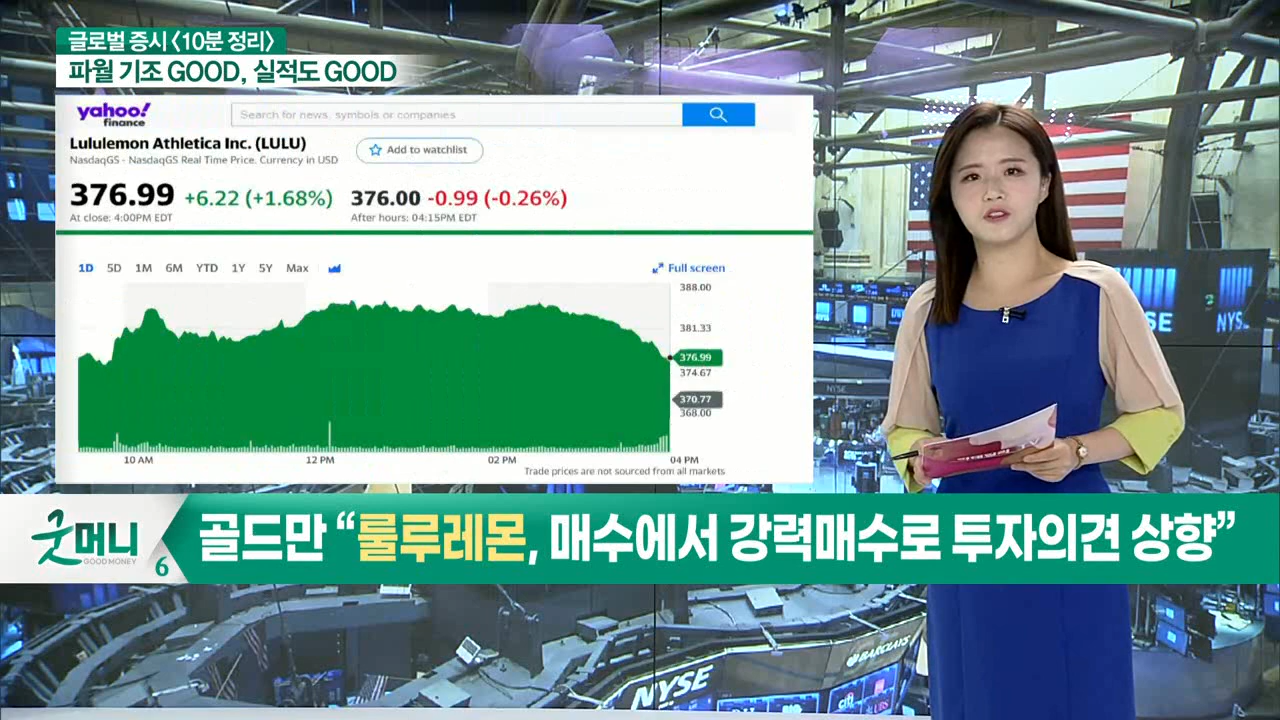 글로벌 증시 <10분 정리>
파월 기조 GOOD, 실적도 GOOD
yahoo!
finance
Search for news, symbols or companies
Lululemon Athletica Inc. (LULU)
NasdaqGS - NasdaqGS Real Time Price. Currency in USD
Add to watchlist
376.99 +6.22 (+1.68%) 376.00 -0.99 (-0.26%)
At close: 4:00PM EDT After hours: 04:15PM EDT
1D 5D 1M 6M YTD 1Y 5Y Max
Full screen
388.00
381.33
376.99
374.67
370.77
368.00
10 AM 12 PM 02 PM 04 PM
Trade prices are not sourced from all markets
굿머니
GOOD MONEY
6
골드만 “룰루레몬, 매수에서 강력매수로 투자의견 상향”
NYSE
BARCLAYS
citi
UBS
SE
NYS
NYSE